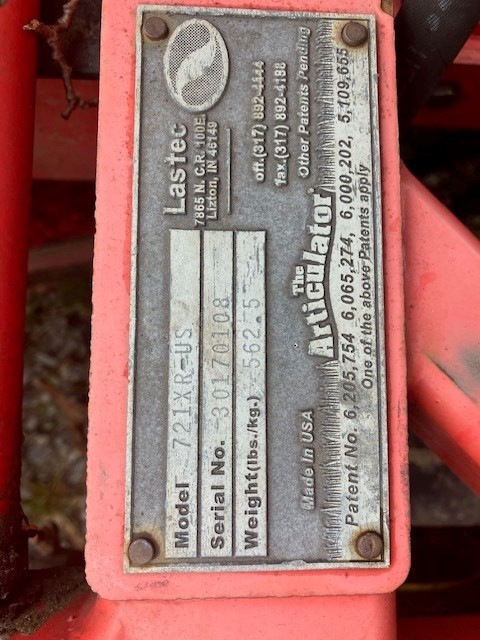 Lastec
7865 N. C.R. 100E.
Lizton, IN 46149
off.(317) 892-4444
fax.(317) 892-4188
Other Patents Pending
Model 721XR-US
Serial No. 30170108
Weight(lbs./kg.) 562.5
Made In USA
The
Articulator
Patent No. 6,205,754 6,065,274, 6,000,202, 5,109,655
One of the above Patents apply